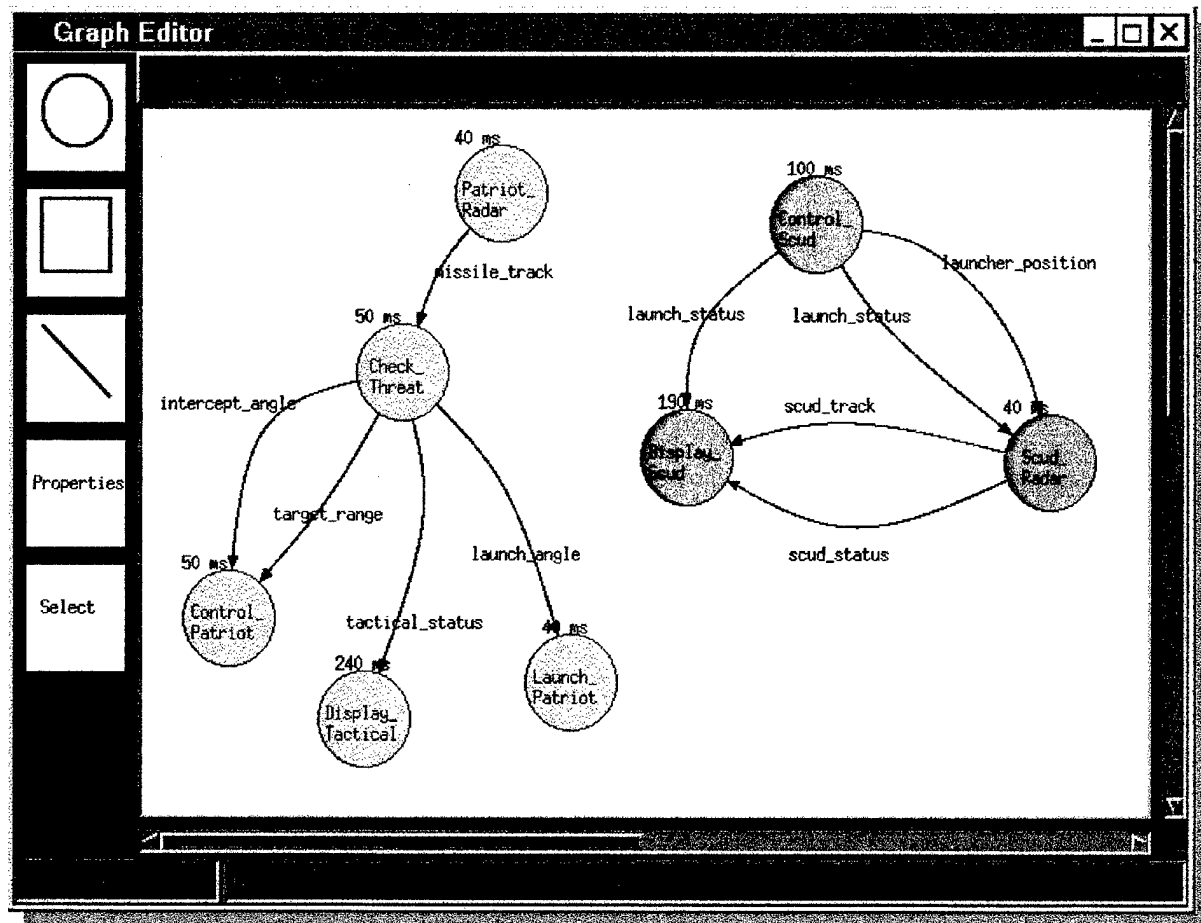 Graph Editor
40 ms
Patriot_
Radar
missile_track
50 ms
Check_
Threat
intercept_angle
target_range
launch_angle
tactical_status
50 ms
Control_
Patriot
240 ms
Display_
Tactical
40 ms
Launch_
Patriot
100 ms
Control_
Scud
launcher_position
launch_status
launch_status
190 ms
Display_
Scud
scud_track
40 ms
Scud_
Radar
scud_status
Properties
Select